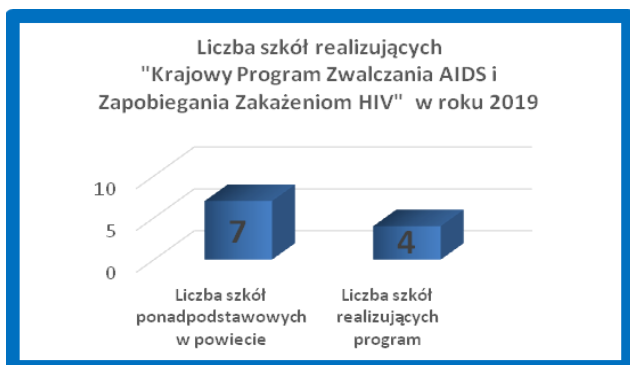 Liczba szkół realizujących
"Krajowy Program Zwalczania AIDS i
Zapobiegania Zakażeniom HIV"  w roku 2019
10
5
0
7
4
Liczba szkół
ponadpodstawowych
w powiecie
Liczba szkół
realizujących
program